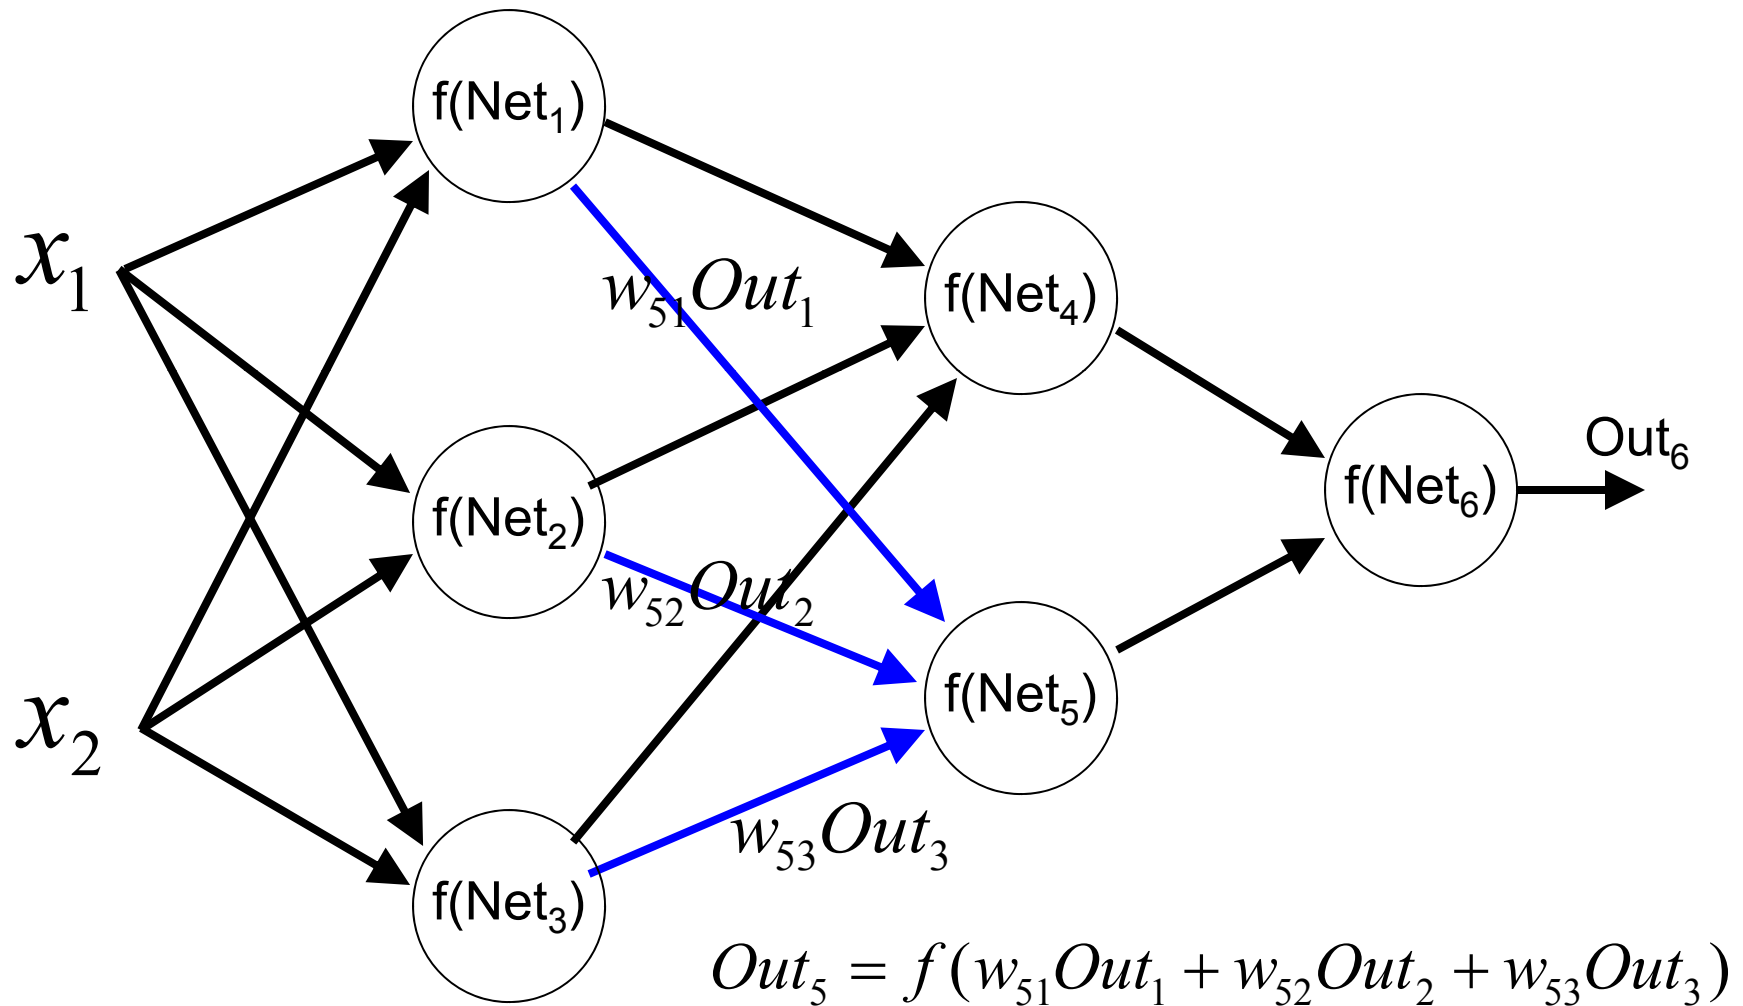 f(Net₁)
x₁
w₅₁Out₁
f(Net₄)
Out₆
f(Net₂)
f(Net₆)
w₅₂Out₂
x₂
f(Net₅)
w₅₃Out₃
f(Net₃)
Out₅ = f(w₅₁Out₁ + w₅₂Out₂ + w₅₃Out₃)